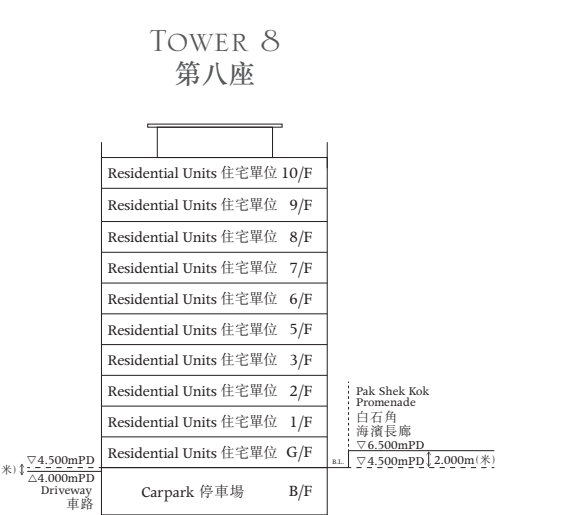 TOWER 8
第八座
Residential Units 住宅單位 10/F
Residential Units 住宅單位 9/F
Residential Units 住宅單位 8/F
Residential Units 住宅單位 7/F
Residential Units 住宅單位 6/F
Residential Units 住宅單位 5/F
Residential Units 住宅單位 3/F
Residential Units 住宅單位 2/F
Residential Units 住宅單位 1/F
Residential Units 住宅單位 G/F
Carpark 停車場 B/F
Pak Shek Kok
Promenade
白石角
海濱長廊
▽6.500mPD
B.L. ▽4.500mPD 2.000m(米)
▽4.500mPD
米)
△4.000mPD
Driveway
車路